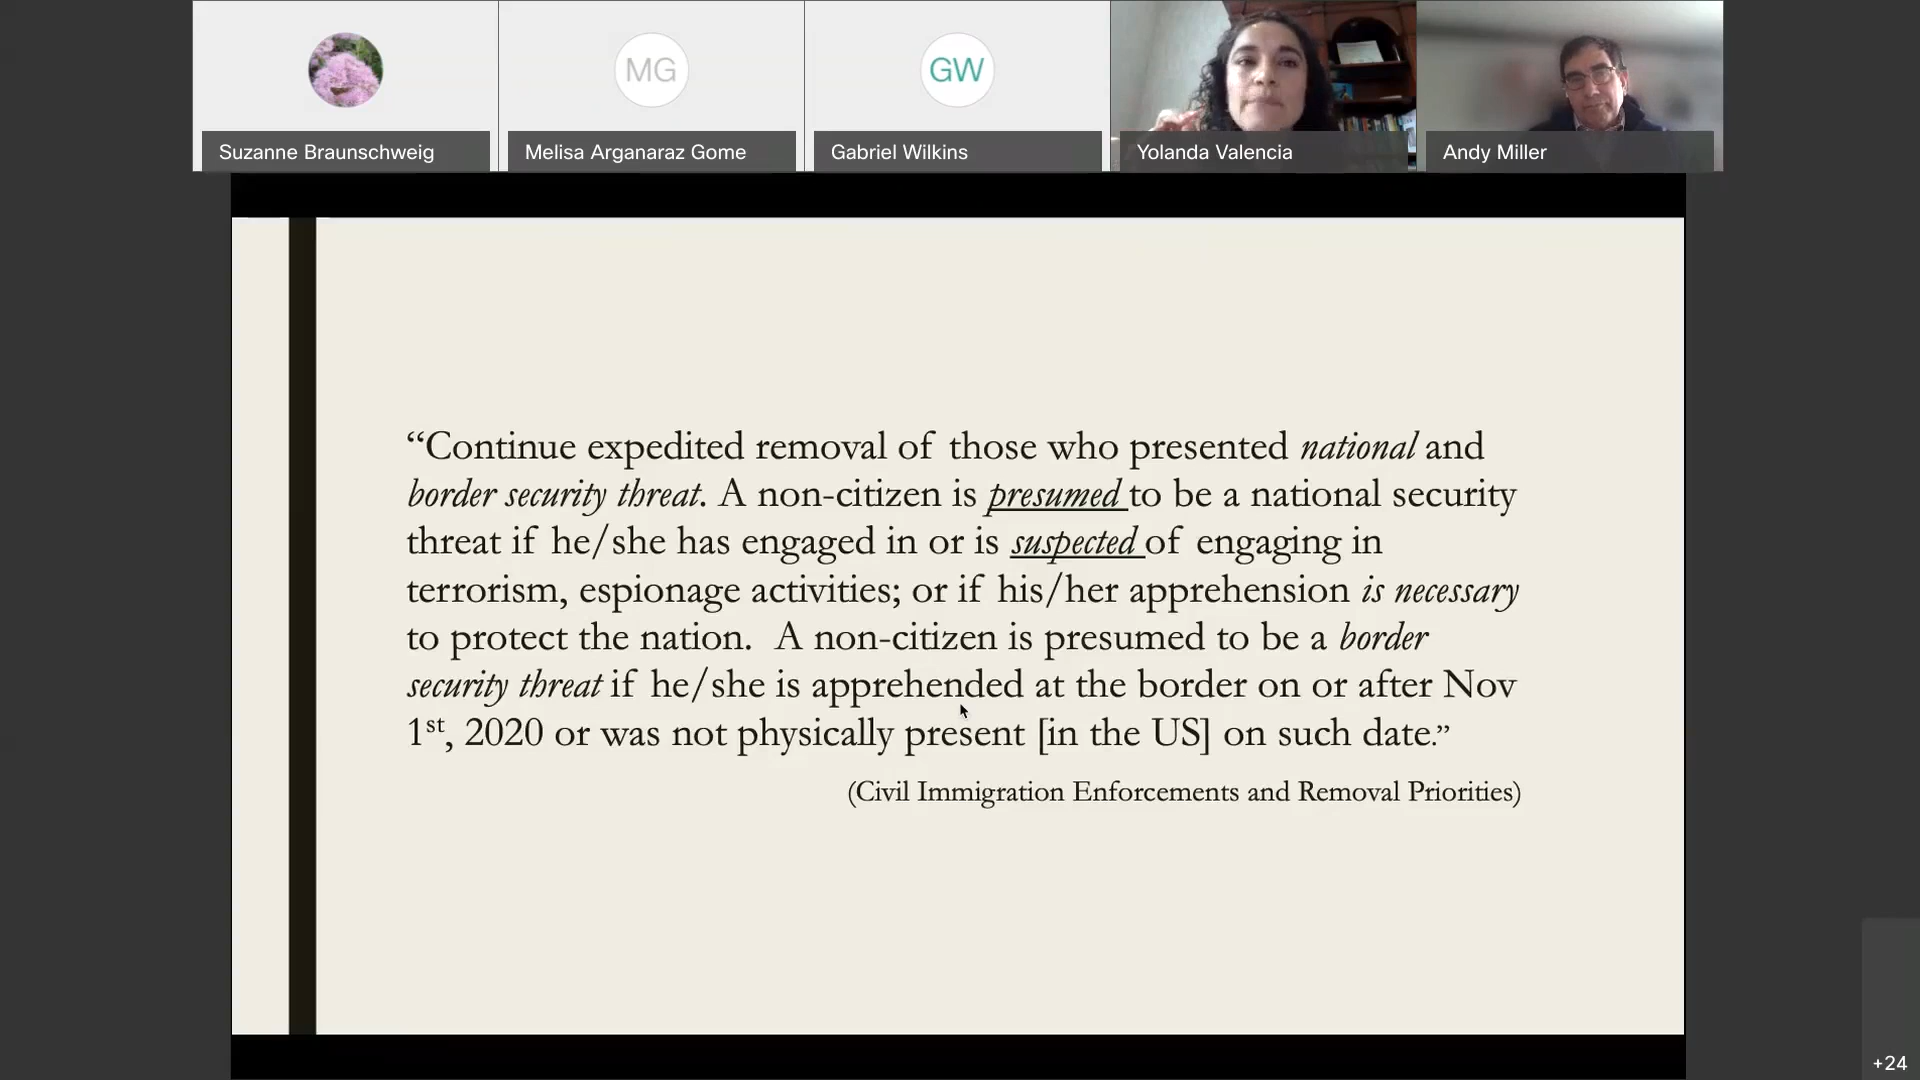 MG
GW
Suzanne Braunschweig
Melisa Arganaraz Gome
Gabriel Wilkins
Yolanda Valencia
Andy Miller
“Continue expedited removal of those who presented national and
border security threat. A non-citizen is presumed to be a national security
threat if he/she has engaged in or is suspected of engaging in
terrorism, espionage activities; or if his/her apprehension is necessary
to protect the nation. A non-citizen is presumed to be a border
security threat if he/she is apprehended at the border on or after Nov
1st, 2020 or was not physically present [in the US] on such date.”
(Civil Immigration Enforcements and Removal Priorities)
+24